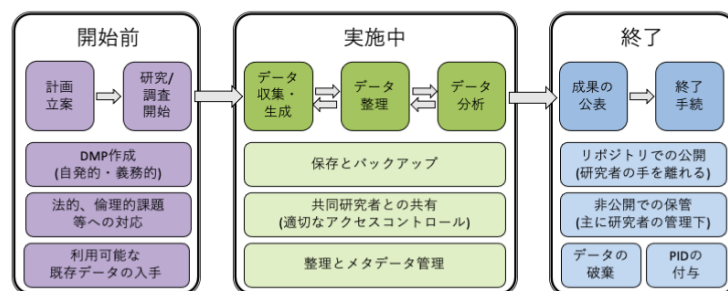 開始前
計画
立案
研究/
調査
開始
DMP作成
(自発的・義務的)
法的、倫理的課題
等への対応
利用可能な
既存データの入手
実施中
データ
収集・
生成
データ
整理
データ
分析
保存とバックアップ
共同研究者との共有
(適切なアクセスコントロール)
整理とメタデータ管理
終了
成果の
公表
終了
手続
リポジトリでの公開
(研究者の手を離れる)
非公開での保管
(主に研究者の管理下)
データの
破棄
PIDの
付与